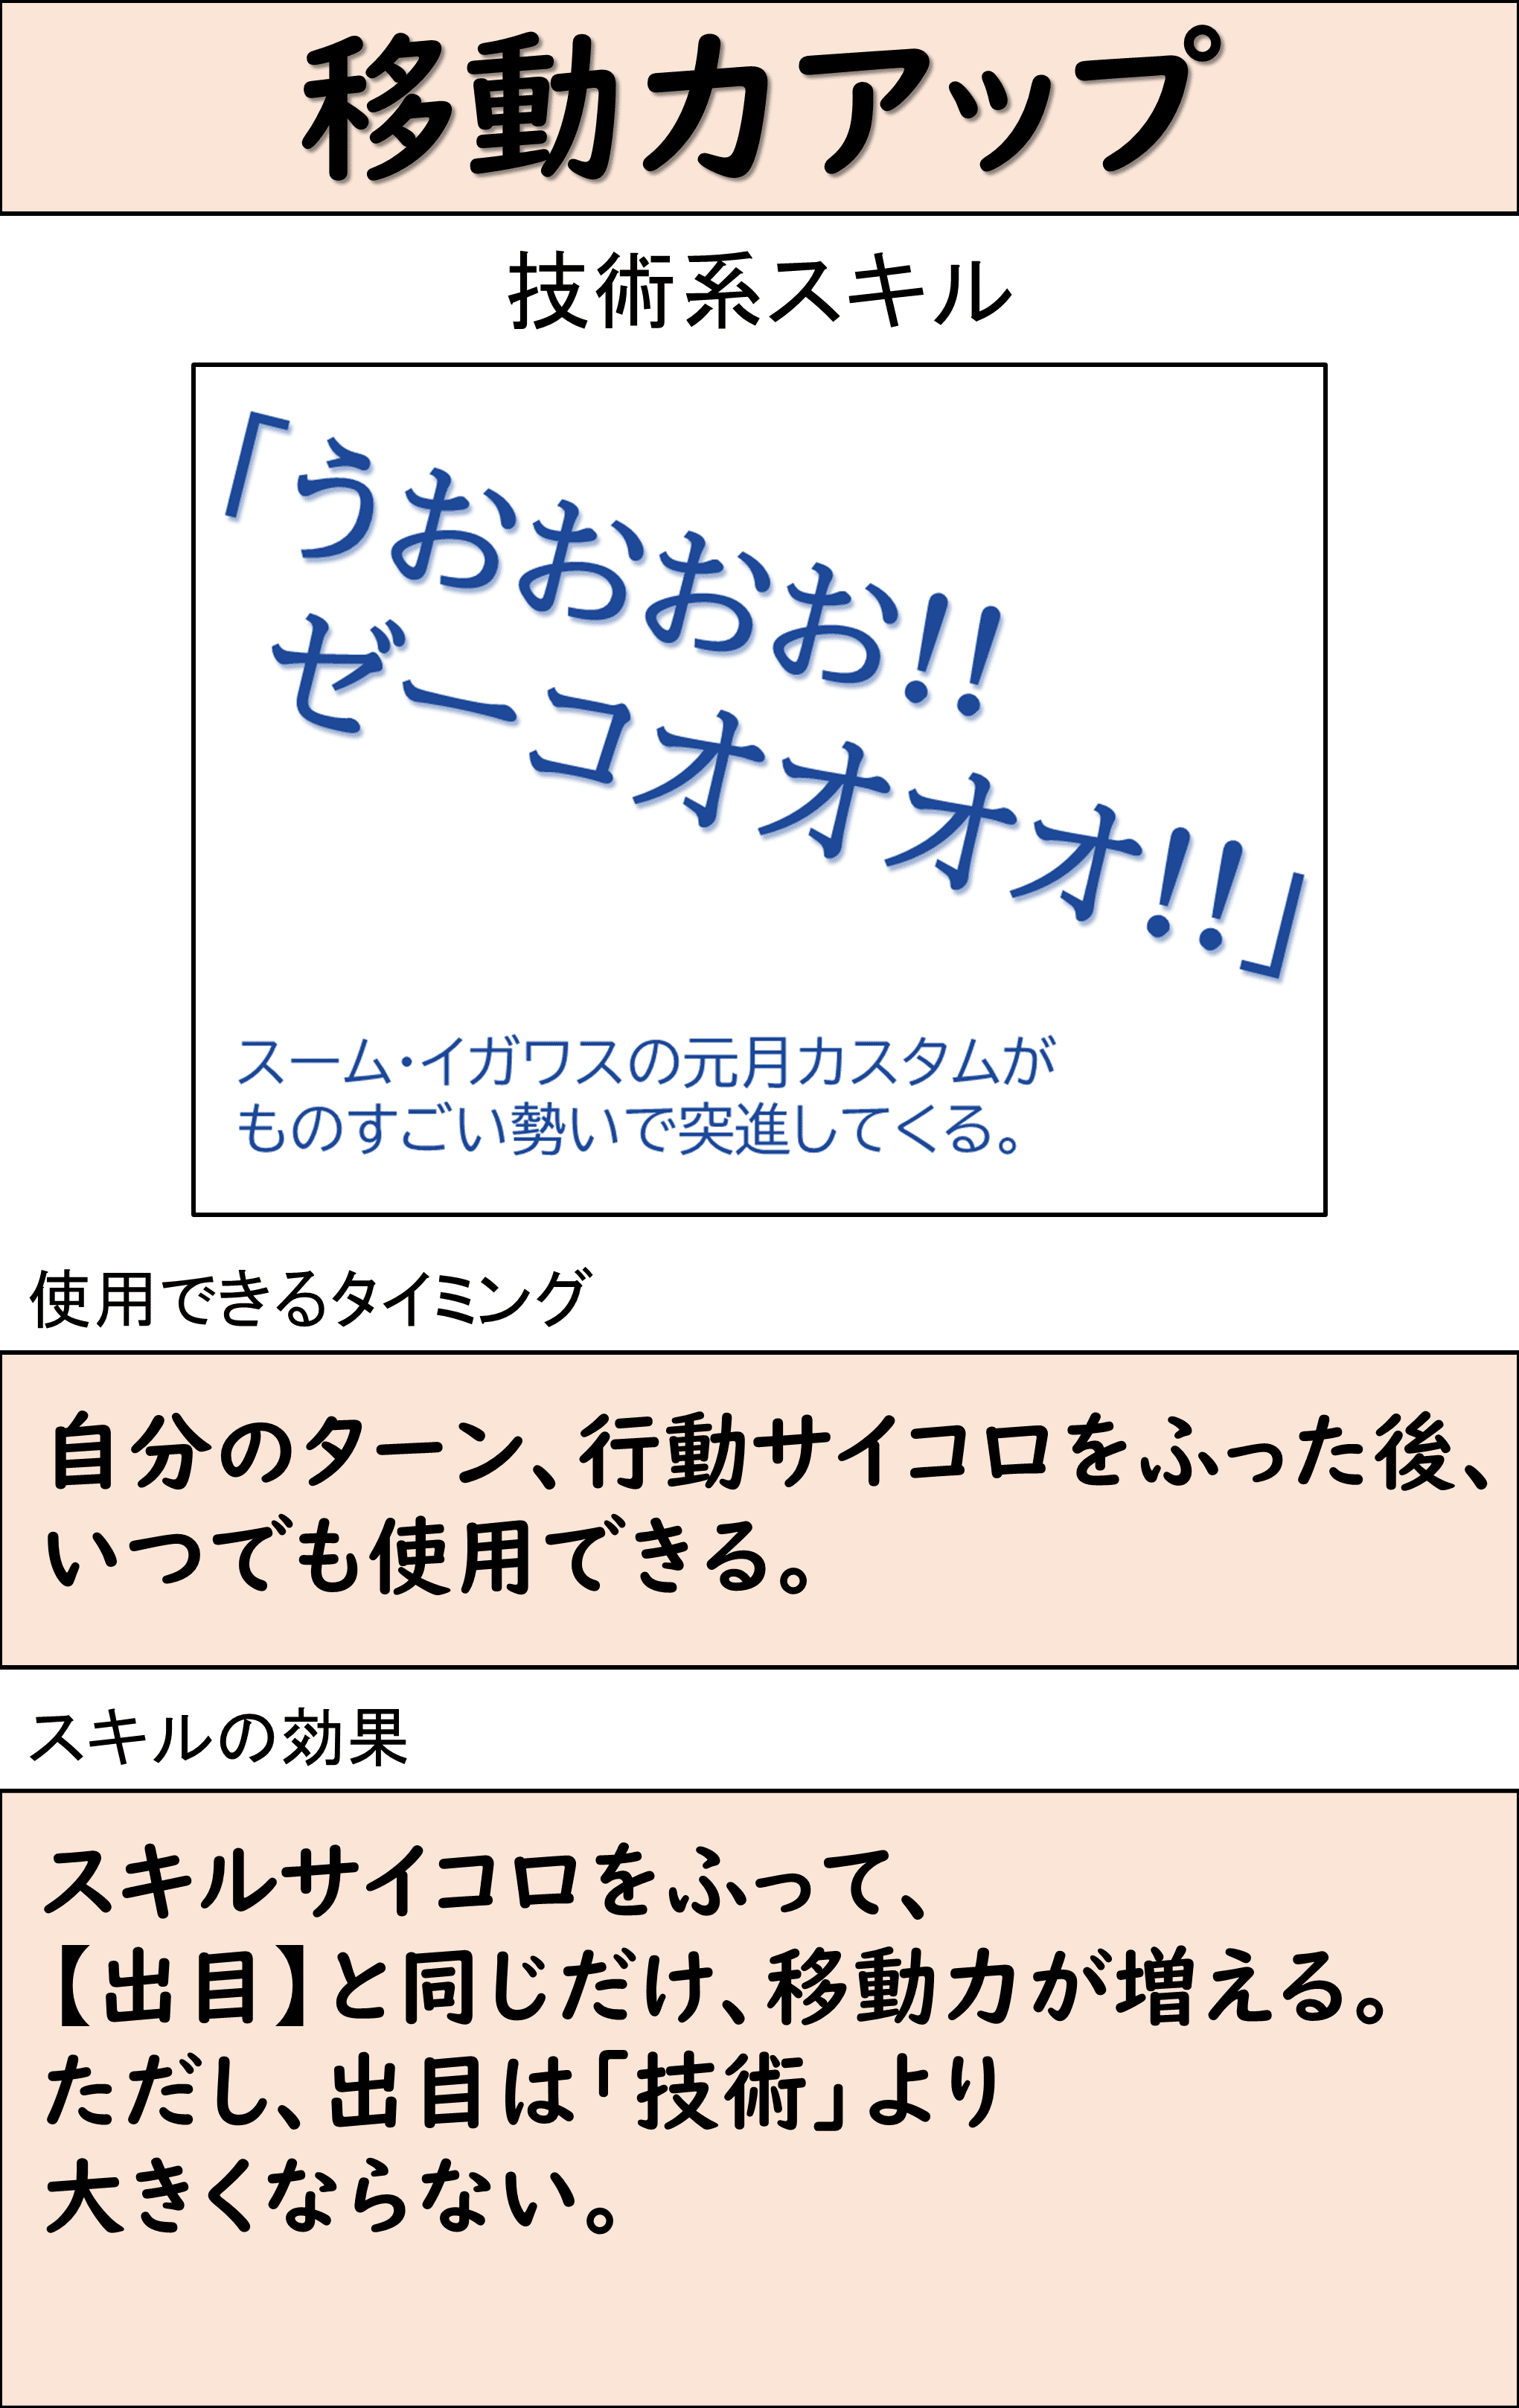 移動力アップ
技術系スキル
「うおおおお!!
ゼーコオオオオ!!」
スーム・イガワスの元月カスタムが
ものすごい勢いで突進してくる。
使用できるタイミング
自分のターン、行動サイコロをふった後、
いつでも使用できる。
スキルの効果
スキルサイコロをふって、
【出目】と同じだけ、移動力が増える。
ただし、出目は「技術」より
大きくならない。